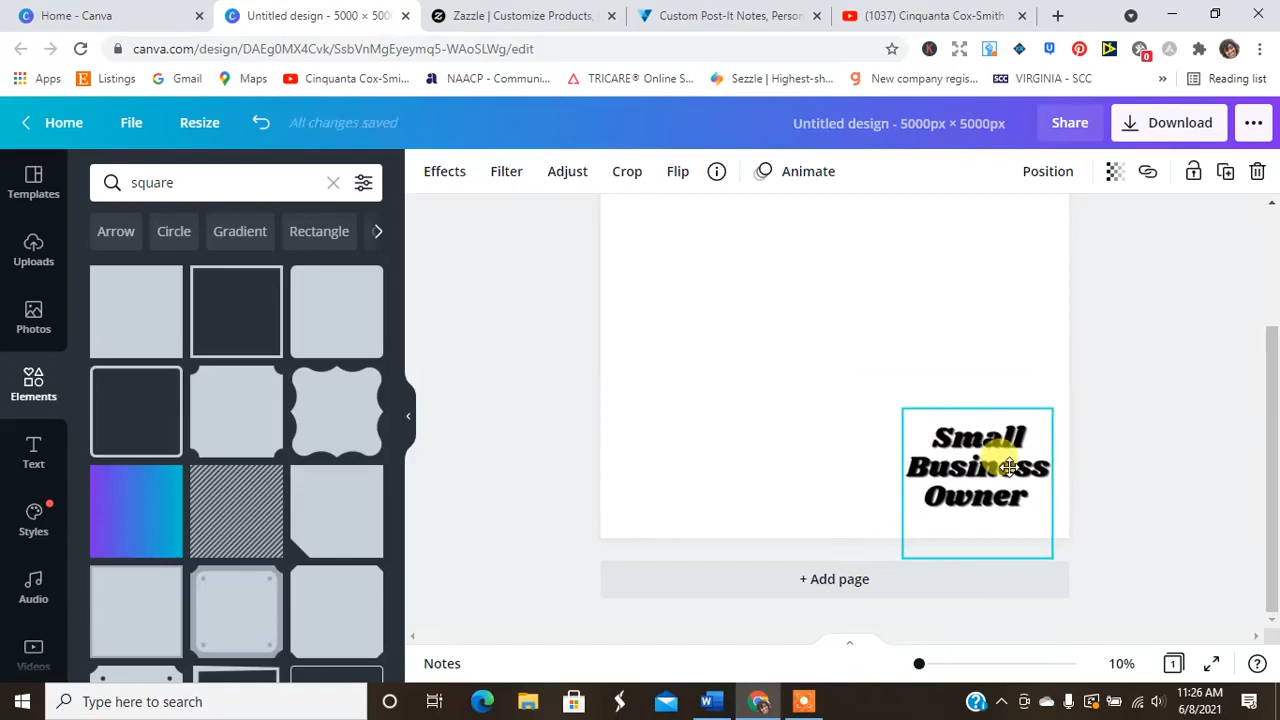 Home - Canva
Untitled design - 5000 × 500
Zazzle | Customize Products,
Custom Post-It Notes, Person
(1037) Cinquanta Cox-Smith
canva.com/design/DAEg0MX4Cvk/SsbVnMgEyeymq5-WAoSLWg/edit
Apps
Listings
Gmail
Maps
Cinquanta Cox-Smi...
NAACP - Communi...
TRICARE® Online S...
Sezzle | Highest-sh...
New company regis...
SCC
VIRGINIA - SCC
Reading list
Home
File
Resize
All changes saved
Untitled design - 5000px × 5000px
Share
Download
Templates
Uploads
Photos
Elements
Text
Styles
Audio
Videos
square
Arrow
Circle
Gradient
Rectangle
Effects
Filter
Adjust
Crop
Flip
Animate
Position
Small
Business
Owner
+ Add page
Notes
10%
1
Type here to search
11:26 AM
6/8/2021